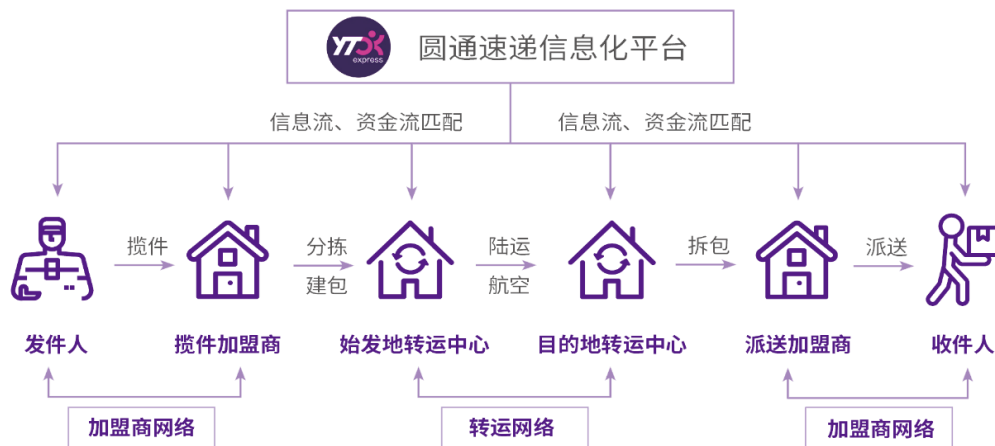 YTO
express
圆通速递信息化平台
信息流、资金流匹配
信息流、资金流匹配
揽件
分拣
建包
陆运
航空
拆包
派送
发件人
揽件加盟商
始发地转运中心
目的地转运中心
派送加盟商
收件人
加盟商网络
转运网络
加盟商网络